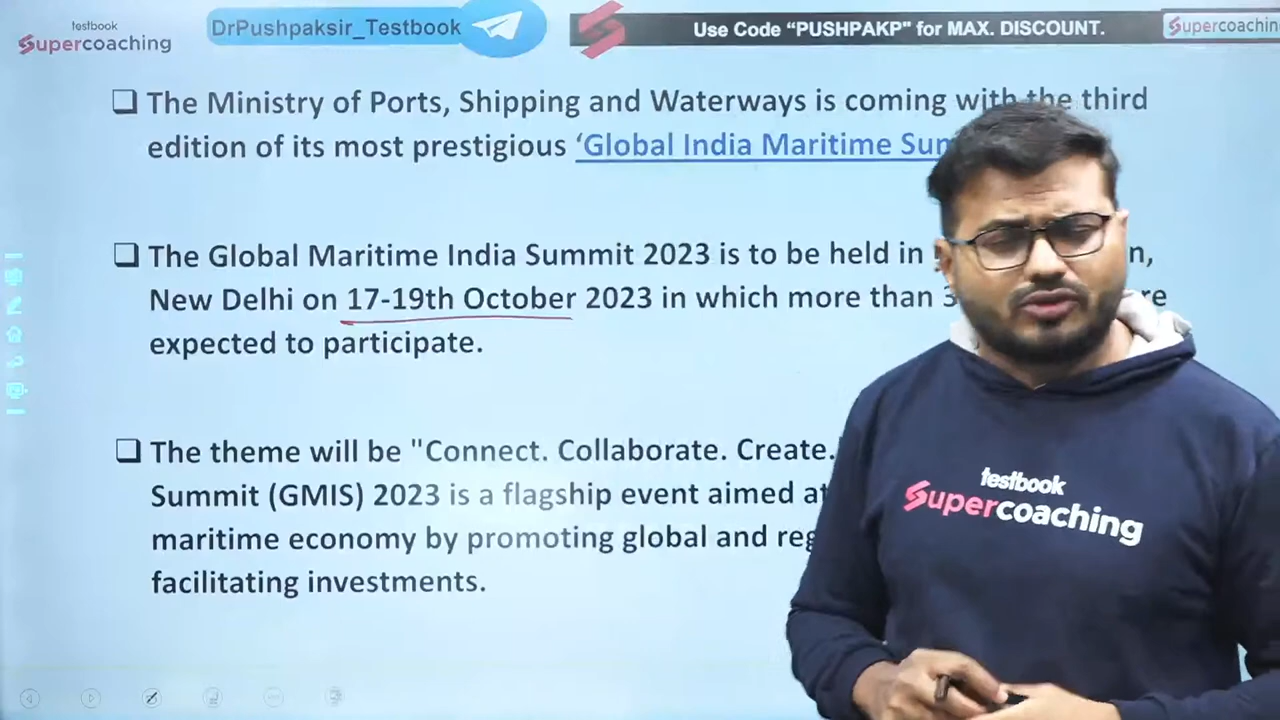 testbook
Supercoaching
DrPushpaksir_Testbook
Use Code “PUSHPAKP" for MAX. DISCOUNT.
Supercoachin
❑ The Ministry of Ports, Shipping and Waterways is coming with the third
edition of its most prestigious ‘Global India Maritime Sum
❑ The Global Maritime India Summit 2023 is to be held in n,
New Delhi on 17-19th October 2023 in which more than 3 re
expected to participate.
❑ The theme will be "Connect. Collaborate. Create.
Summit (GMIS) 2023 is a flagship event aimed at
maritime economy by promoting global and reg
facilitating investments.
testbook
Supercoaching